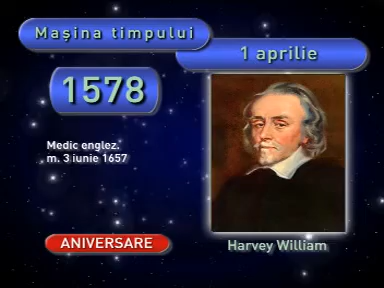 Mașina timpului
1 aprilie
1578
Medic englez.
m. 3 iunie 1657
ANIVERSARE
Harvey William